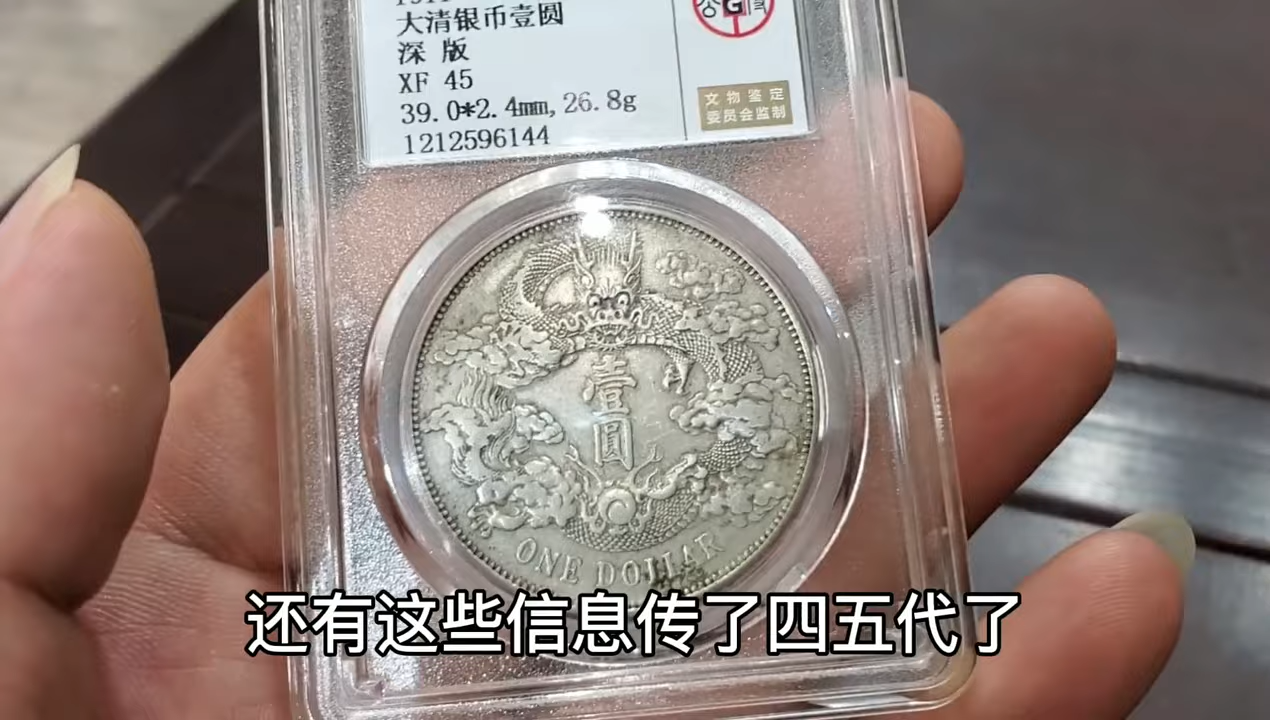 大清银币壹圆
深 版
XF 45
39.0*2.4mm, 26.8g
1212596144
G
文物鉴定
委员会监制
壹
圆
ONE DOLLAR
还有这些信息传了四五代了